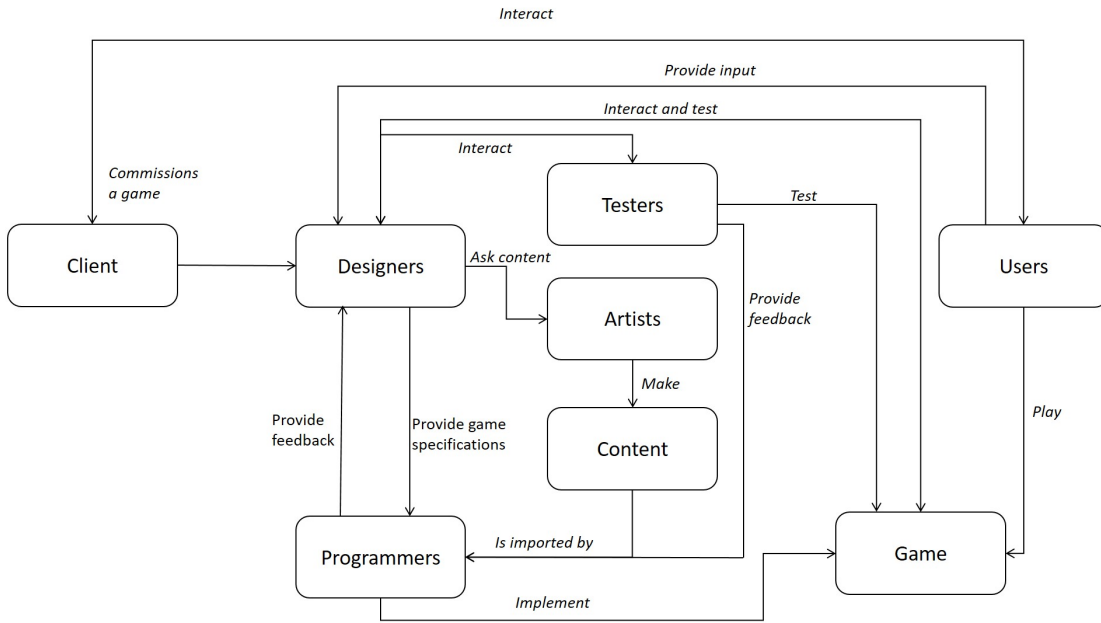 Interact
Provide input
Interact and test
Interact
Commissions
a game
Testers
Test
Client
Designers
Ask content
Users
Artists
Provide
feedback
Make
Provide
feedback
Provide game
specifications
Content
Play
Programmers
Is imported by
Game
Implement